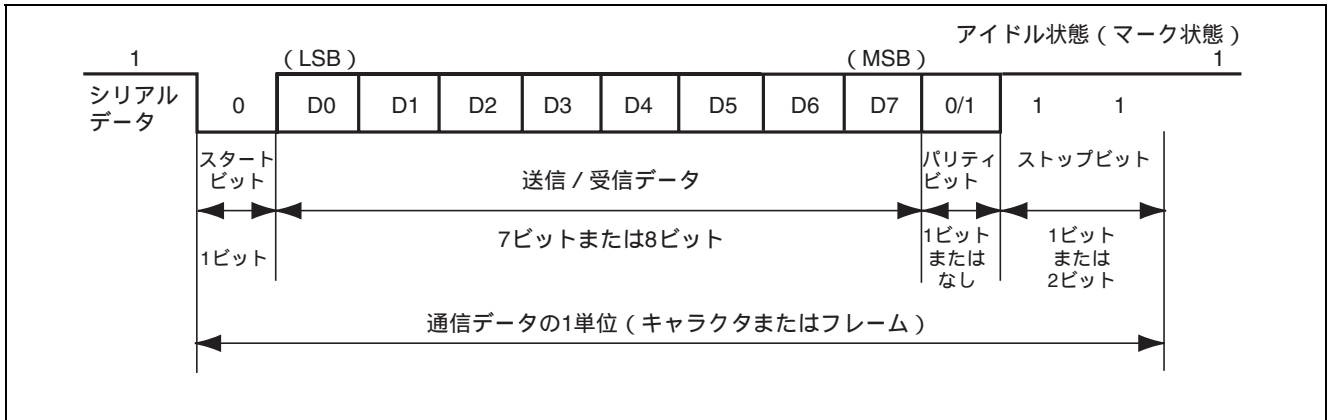 アイドル状態（マーク状態）
1 （LSB） （MSB） 1
シリアル
データ
0 D0 D1 D2 D3 D4 D5 D6 D7 0/1 1 1
スタート
ビット
送信 / 受信データ
パリティ
ビット
ストップビット
1ビット
7ビットまたは8ビット
1ビット
または
なし
1ビット
または
2ビット
通信データの1単位（キャラクタまたはフレーム）